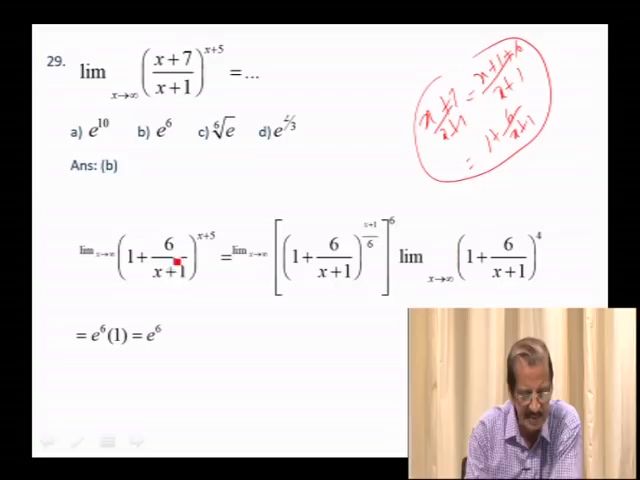 29. lim x→∞ ((x+7)/(x+1))^(x+5) = ...
a) e^10 b) e^6 c) ⁶√e d) e^(2/3)
Ans: (b)
x+7/x+1 = x+1+6/x+1
= 1+6/x+1
lim x→∞ (1 + 6/(x+1))^(x+5) = lim x→∞ [(1 + 6/(x+1))^((x+1)/6)]^6 lim x→∞ (1 + 6/(x+1))^4
= e^6 (1) = e^6